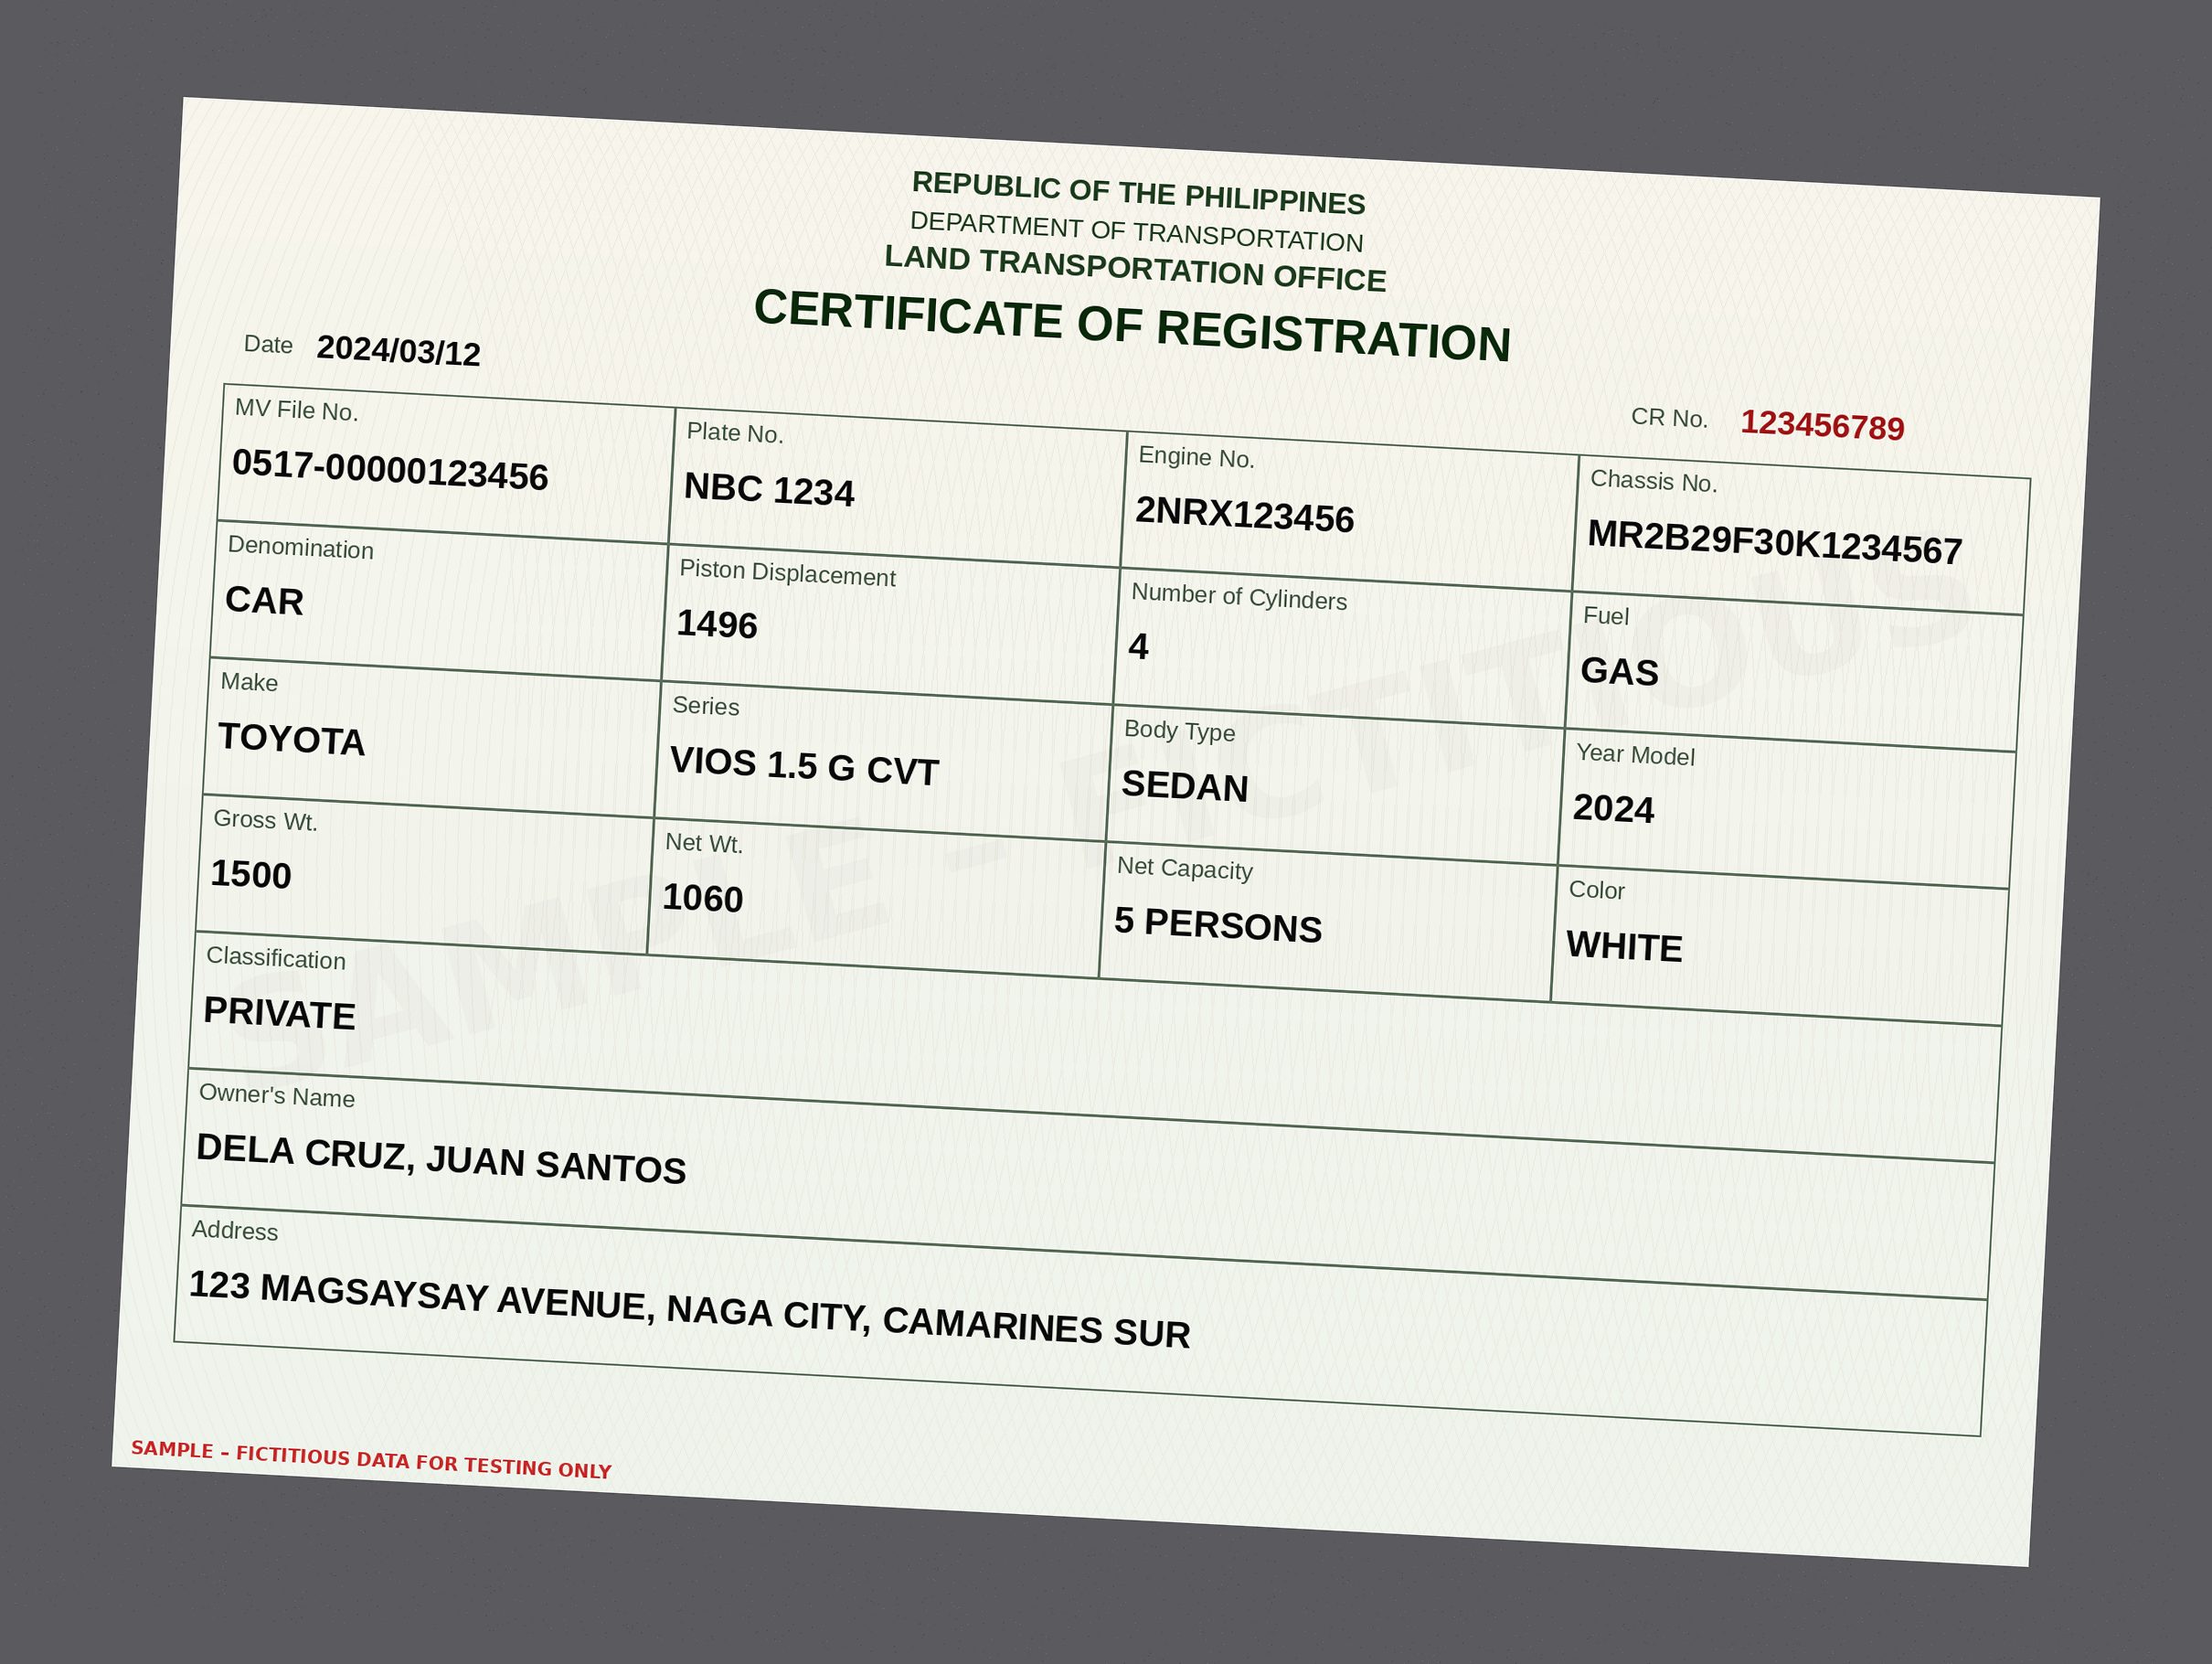 REPUBLIC OF THE PHILIPPINES
DEPARTMENT OF TRANSPORTATION
LAND TRANSPORTATION OFFICE
CERTIFICATE OF REGISTRATION
Date 2024/03/12
CR No. 123456789
MV File No. Plate No. Engine No. Chassis No.
0517-00000123456 NBC 1234 2NRX123456 MR2B29F30K1234567
Denomination Piston Displacement Number of Cylinders Fuel
CAR 1496 4 GAS
Make Series Body Type Year Model
TOYOTA VIOS 1.5 G CVT SEDAN 2024
Gross Wt. Net Wt. Net Capacity Color
1500 1060 5 PERSONS WHITE
Classification
PRIVATE
Owner's Name
DELA CRUZ, JUAN SANTOS
Address
123 MAGSAYSAY AVENUE, NAGA CITY, CAMARINES SUR
SAMPLE – FICTITIOUS
SAMPLE – FICTITIOUS DATA FOR TESTING ONLY